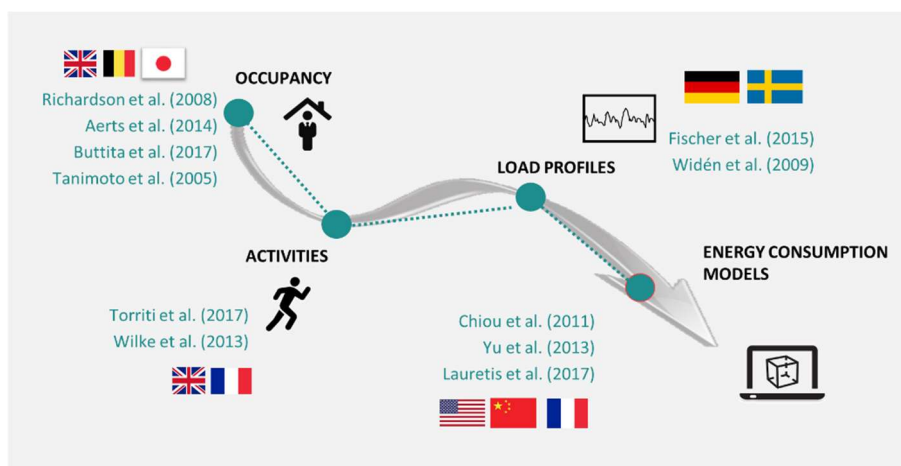 OCCUPANCY
Richardson et al. (2008)
Aerts et al. (2014)
Buttita et al. (2017)
Tanimoto et al. (2005)
ACTIVITIES
Torriti et al. (2017)
Wilke et al. (2013)
LOAD PROFILES
Fischer et al. (2015)
Widén et al. (2009)
ENERGY CONSUMPTION
MODELS
Chiou et al. (2011)
Yu et al. (2013)
Lauretis et al. (2017)